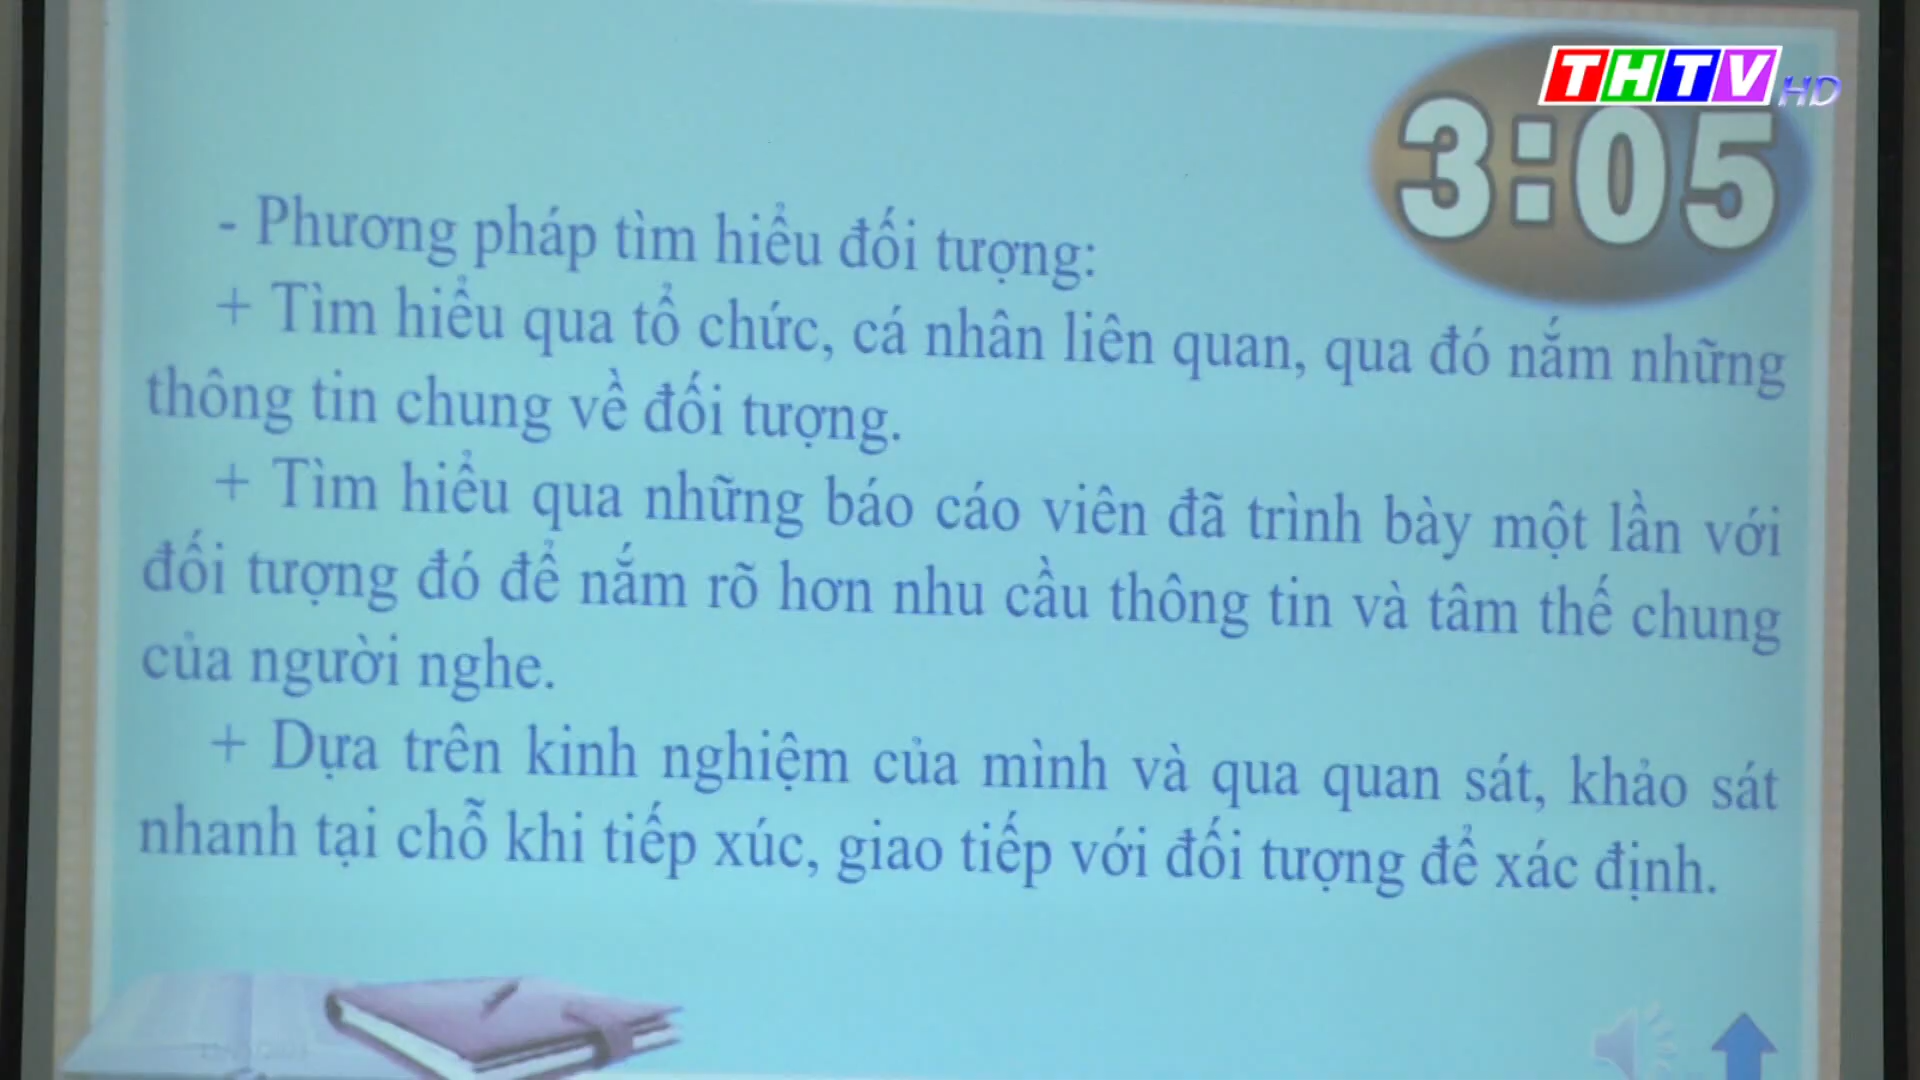 THTV HD
3:05
- Phương pháp tìm hiểu đối tượng:
+ Tìm hiểu qua tổ chức, cá nhân liên quan, qua đó nắm những
thông tin chung về đối tượng.
+ Tìm hiểu qua những báo cáo viên đã trình bày một lần với
đối tượng đó để nắm rõ hơn nhu cầu thông tin và tâm thế chung
của người nghe.
+ Dựa trên kinh nghiệm của mình và qua quan sát, khảo sát
nhanh tại chỗ khi tiếp xúc, giao tiếp với đối tượng để xác định.